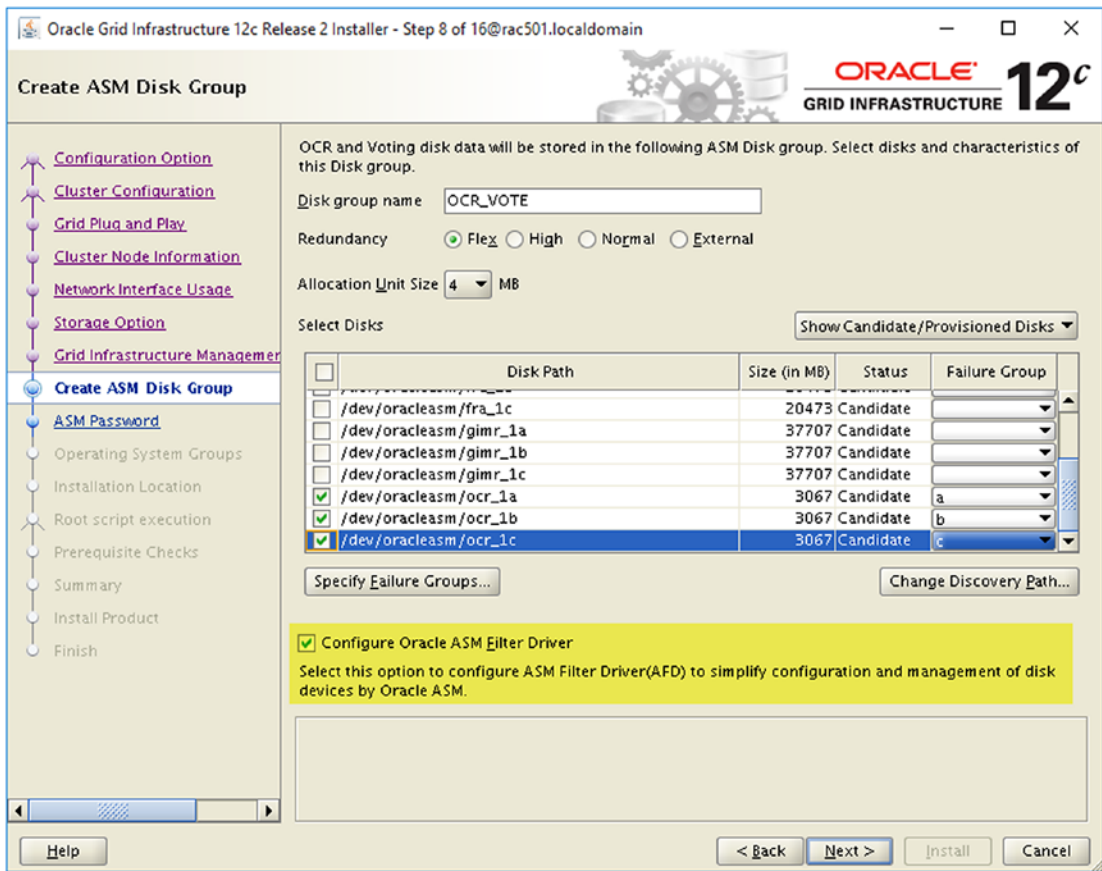 Oracle Grid Infrastructure 12c Release 2 Installer - Step 8 of 16@rac501.localdomain
Create ASM Disk Group
ORACLE
GRID INFRASTRUCTURE
12c
Configuration Option
Cluster Configuration
Grid Plug and Play
Cluster Node Information
Network Interface Usage
Storage Option
Grid Infrastructure Managemer
Create ASM Disk Group
ASM Password
Operating System Groups
Installation Location
Root script execution
Prerequisite Checks
Summary
Install Product
Finish
OCR and Voting disk data will be stored in the following ASM Disk group. Select disks and characteristics of
this Disk group.
Disk group name OCR_VOTE
Redundancy Flex High Normal External
Allocation Unit Size 4 MB
Select Disks Show Candidate/Provisioned Disks
Disk Path Size (in MB) Status Failure Group
/dev/oracleasm/fra_1c 20473 Candidate
/dev/oracleasm/gimr_1a 37707 Candidate
/dev/oracleasm/gimr_1b 37707 Candidate
/dev/oracleasm/gimr_1c 37707 Candidate
/dev/oracleasm/ocr_1a 3067 Candidate a
/dev/oracleasm/ocr_1b 3067 Candidate b
/dev/oracleasm/ocr_1c 3067 Candidate c
Specify Failure Groups... Change Discovery Path...
Configure Oracle ASM Filter Driver
Select this option to configure ASM Filter Driver(AFD) to simplify configuration and management of disk
devices by Oracle ASM.
Help < Back Next > Install Cancel